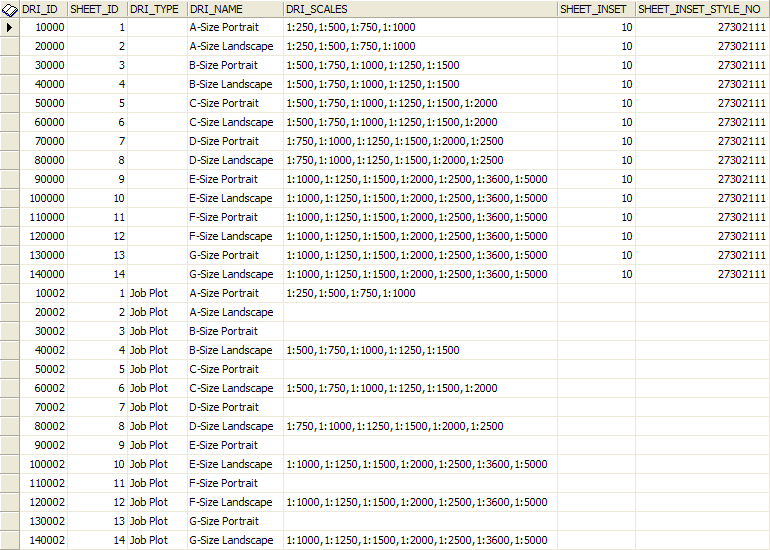 DRI_ID SHEET_ID DRI_TYPE DRI_NAME DRI_SCALES SHEET_INSET SHEET_INSET_STYLE_NO
10000 1 A-Size Portrait 1:250,1:500,1:750,1:1000 10 27302111
20000 2 A-Size Landscape 1:250,1:500,1:750,1:1000 10 27302111
30000 3 B-Size Portrait 1:500,1:750,1:1000,1:1250,1:1500 10 27302111
40000 4 B-Size Landscape 1:500,1:750,1:1000,1:1250,1:1500 10 27302111
50000 5 C-Size Portrait 1:500,1:750,1:1000,1:1250,1:1500,1:2000 10 27302111
60000 6 C-Size Landscape 1:500,1:750,1:1000,1:1250,1:1500,1:2000 10 27302111
70000 7 D-Size Portrait 1:750,1:1000,1:1250,1:1500,1:2000,1:2500 10 27302111
80000 8 D-Size Landscape 1:750,1:1000,1:1250,1:1500,1:2000,1:2500 10 27302111
90000 9 E-Size Portrait 1:1000,1:1250,1:1500,1:2000,1:2500,1:3600,1:5000 10 27302111
100000 10 E-Size Landscape 1:1000,1:1250,1:1500,1:2000,1:2500,1:3600,1:5000 10 27302111
110000 11 F-Size Portrait 1:1000,1:1250,1:1500,1:2000,1:2500,1:3600,1:5000 10 27302111
120000 12 F-Size Landscape 1:1000,1:1250,1:1500,1:2000,1:2500,1:3600,1:5000 10 27302111
130000 13 G-Size Portrait 1:1000,1:1250,1:1500,1:2000,1:2500,1:3600,1:5000 10 27302111
140000 14 G-Size Landscape 1:1000,1:1250,1:1500,1:2000,1:2500,1:3600,1:5000 10 27302111
10002 1 Job Plot A-Size Portrait 1:250,1:500,1:750,1:1000
20002 2 Job Plot A-Size Landscape
30002 3 Job Plot B-Size Portrait
40002 4 Job Plot B-Size Landscape 1:500,1:750,1:1000,1:1250,1:1500
50002 5 Job Plot C-Size Portrait
60002 6 Job Plot C-Size Landscape 1:500,1:750,1:1000,1:1250,1:1500,1:2000
70002 7 Job Plot D-Size Portrait
80002 8 Job Plot D-Size Landscape 1:750,1:1000,1:1250,1:1500,1:2000,1:2500
90002 9 Job Plot E-Size Portrait
100002 10 Job Plot E-Size Landscape 1:1000,1:1250,1:1500,1:2000,1:2500,1:3600,1:5000
110002 11 Job Plot F-Size Portrait
120002 12 Job Plot F-Size Landscape 1:1000,1:1250,1:1500,1:2000,1:2500,1:3600,1:5000
130002 13 Job Plot G-Size Portrait
140002 14 Job Plot G-Size Landscape 1:1000,1:1250,1:1500,1:2000,1:2500,1:3600,1:5000